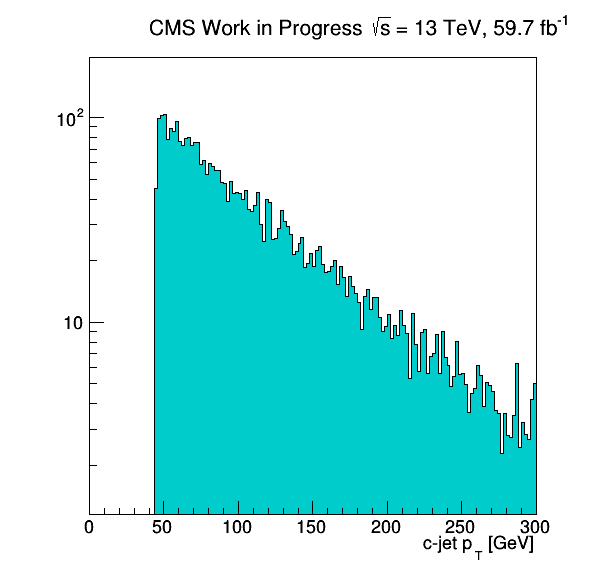 CMS Work in Progress √s = 13 TeV, 59.7 fb⁻¹
10²
10
0 50 100 150 200 250 300
c-jet p_T [GeV]